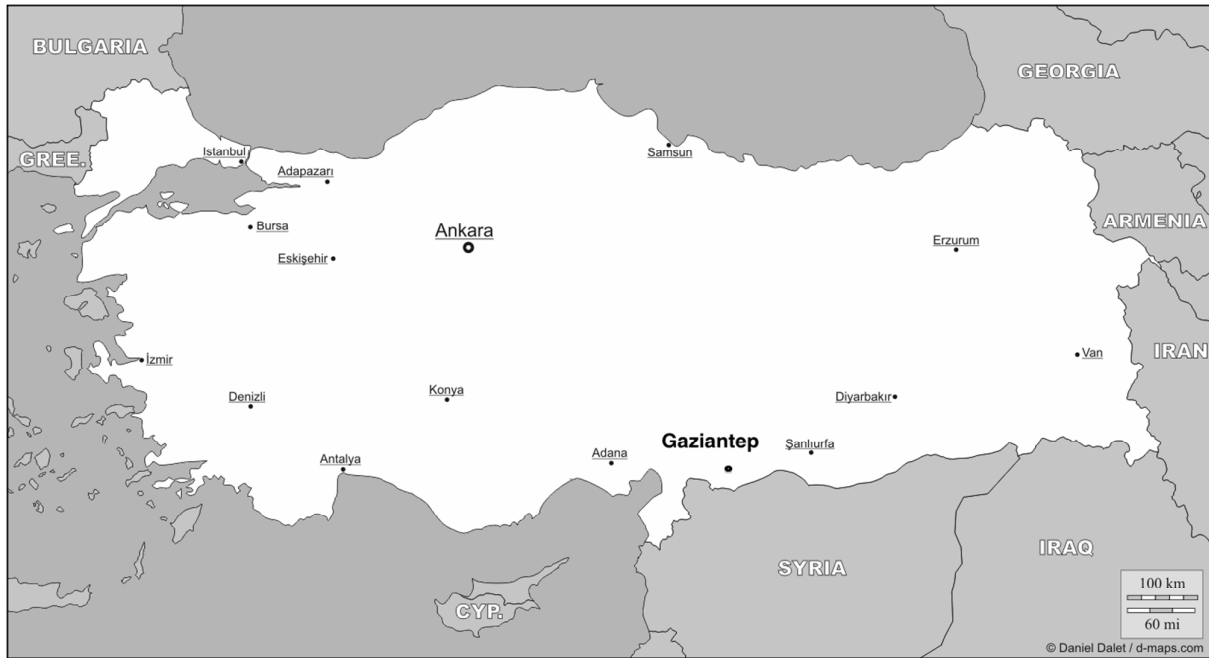 BULGARIA
GEORGIA
GREE.
Istanbul
Samsun
Adapazarı
ARMENIA
Bursa
Ankara
Erzurum
Eskişehir
İzmir
Van
IRAN
Denizli
Konya
Diyarbakır
Gaziantep
Şanlıurfa
Antalya
Adana
IRAQ
SYRIA
CYP.
100 km
60 mi
© Daniel Dalet / d-maps.com